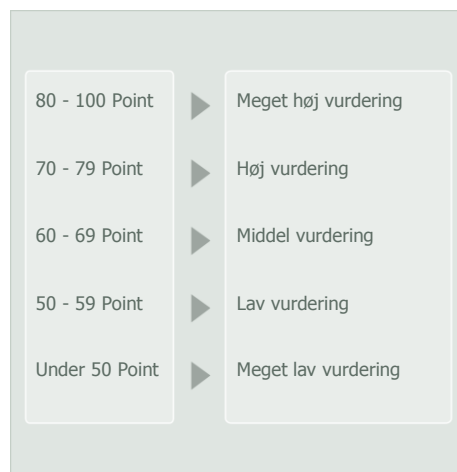 80 - 100 Point Meget høj vurdering
70 - 79 Point Høj vurdering
60 - 69 Point Middel vurdering
50 - 59 Point Lav vurdering
Under 50 Point Meget lav vurdering